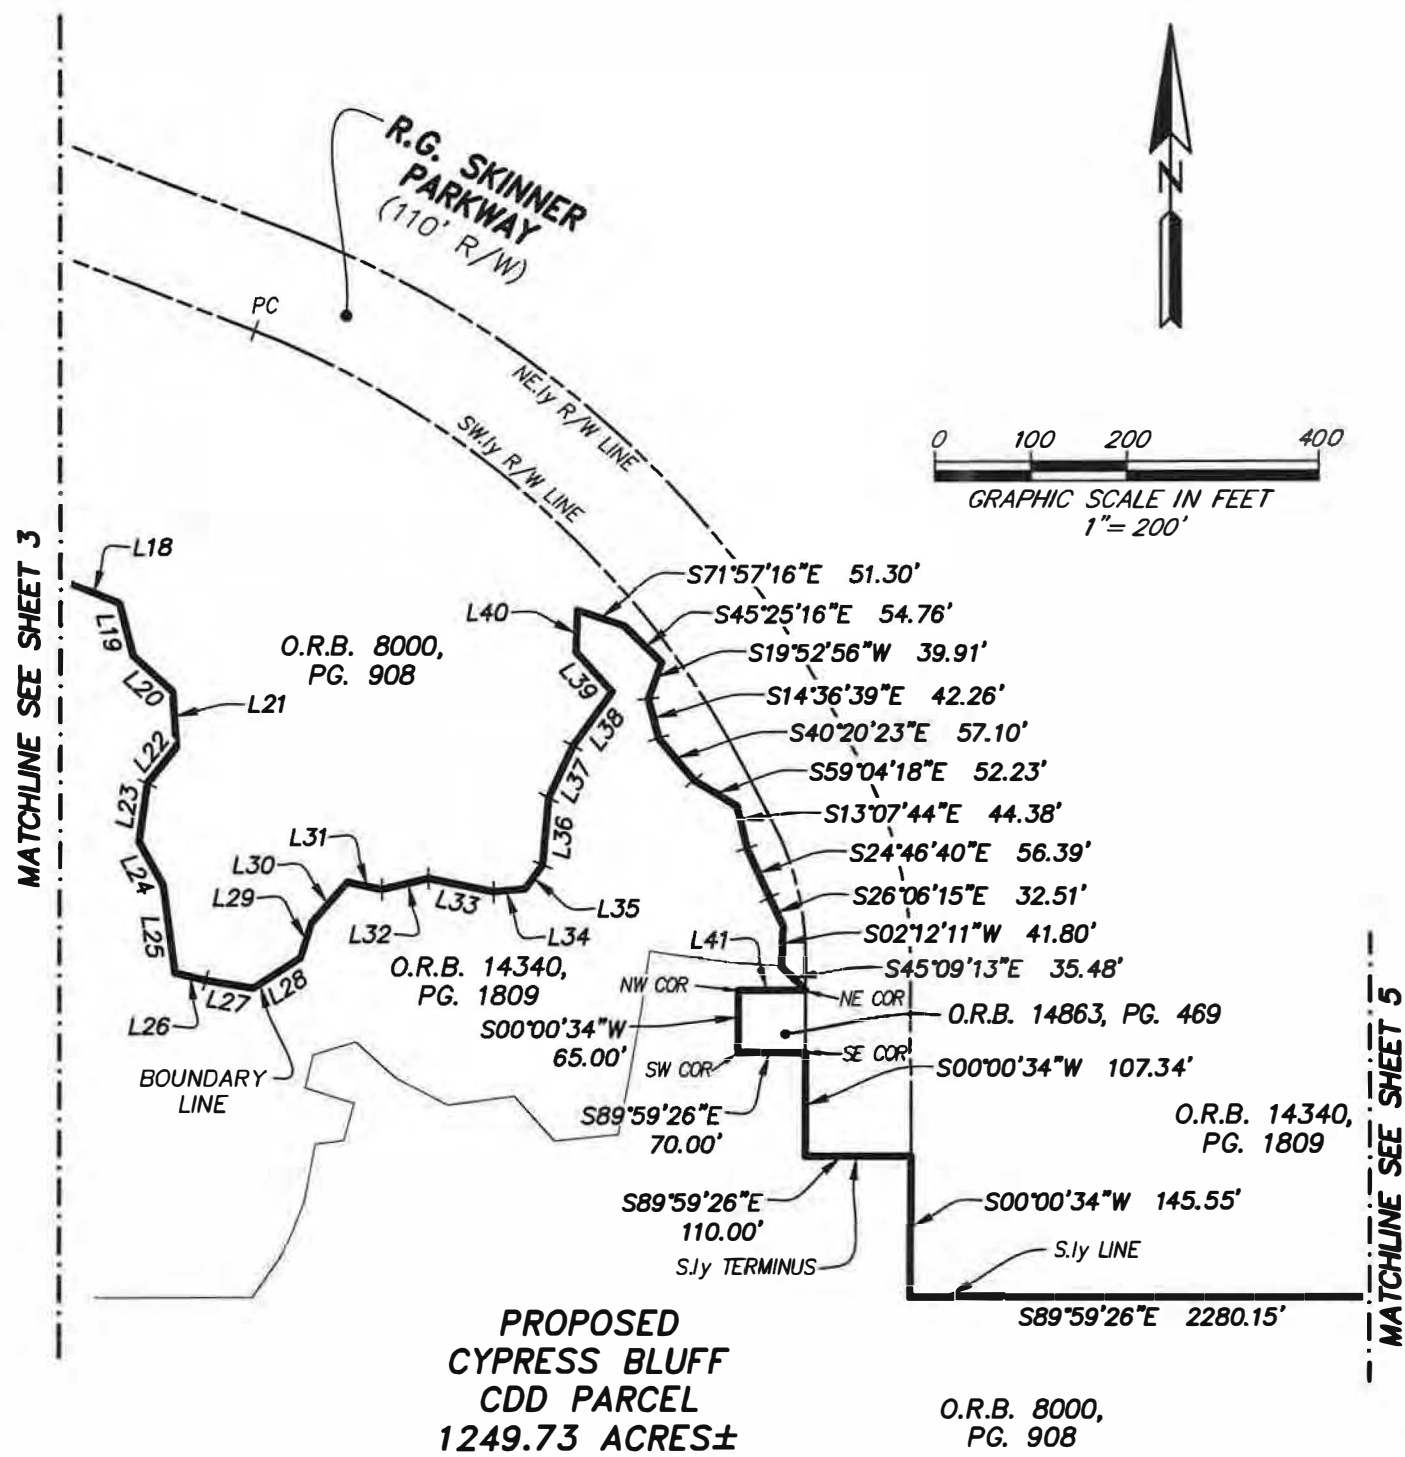 R.G. SKINNER
PARKWAY
(110' R/W)
PC
NE.ly R/W LINE
SW.ly R/W LINE
N
0 100 200 400
GRAPHIC SCALE IN FEET
1"= 200'
MATCHLINE SEE SHEET 3
L18
L19
L20
L21
L22
L23
L24
L25
L26
L27
L28
L29
L30
L31
L32
L33
L34
L35
L36
L37
L38
L39
L40
L41
O.R.B. 8000,
PG. 908
S71°57'16"E 51.30'
S45°25'16"E 54.76'
S19°52'56"W 39.91'
S14°36'39"E 42.26'
S40°20'23"E 57.10'
S59°04'18"E 52.23'
S13°07'44"E 44.38'
S24°46'40"E 56.39'
S26°06'15"E 32.51'
S02°12'11"W 41.80'
S45°09'13"E 35.48'
O.R.B. 14340,
PG. 1809
NW COR
NE COR
O.R.B. 14863, PG. 469
S00°00'34"W
65.00'
SW COR
SE COR
S00°00'34"W 107.34'
BOUNDARY
LINE
S89°59'26"E
70.00'
O.R.B. 14340,
PG. 1809
S89°59'26"E
110.00'
S00°00'34"W 145.55'
S.ly TERMINUS
S.ly LINE
S89°59'26"E 2280.15'
MATCHLINE SEE SHEET 5
PROPOSED
CYPRESS BLUFF
CDD PARCEL
1249.73 ACRES±
O.R.B. 8000,
PG. 908